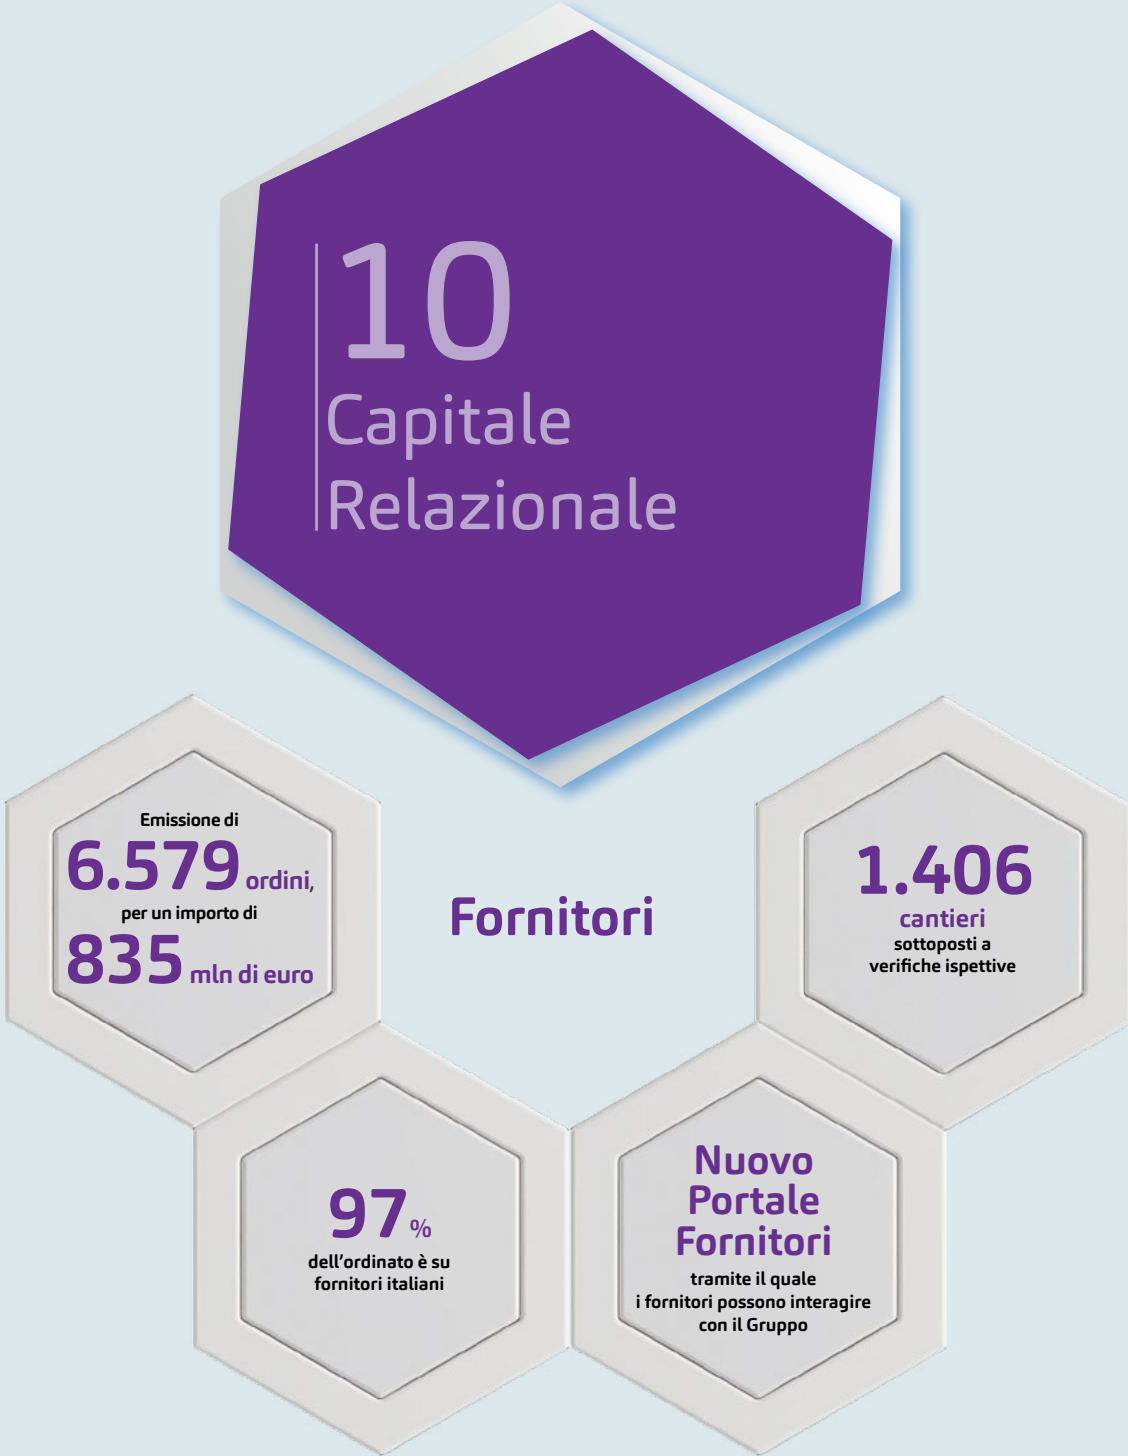 10
Capitale
Relazionale
Emissione di
6.579 ordini,
per un importo di
835 mln di euro
Fornitori
1.406
cantieri
sottoposti a
verifiche ispettive
97%
dell’ordinato è su
fornitori italiani
Nuovo
Portale
Fornitori
tramite il quale
i fornitori possono interagire
con il Gruppo